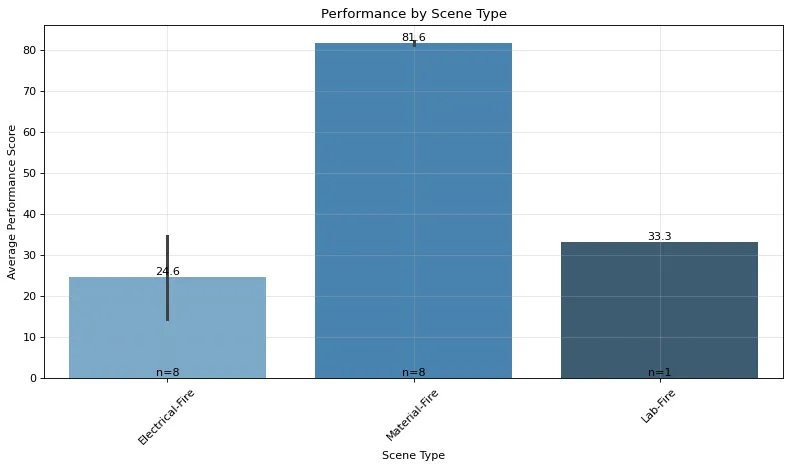 Performance by Scene Type
Average Performance Score
80
70
60
50
40
30
20
10
0
24.6
81.6
33.3
n=8
n=8
n=1
Electrical-Fire
Material-Fire
Lab-Fire
Scene Type